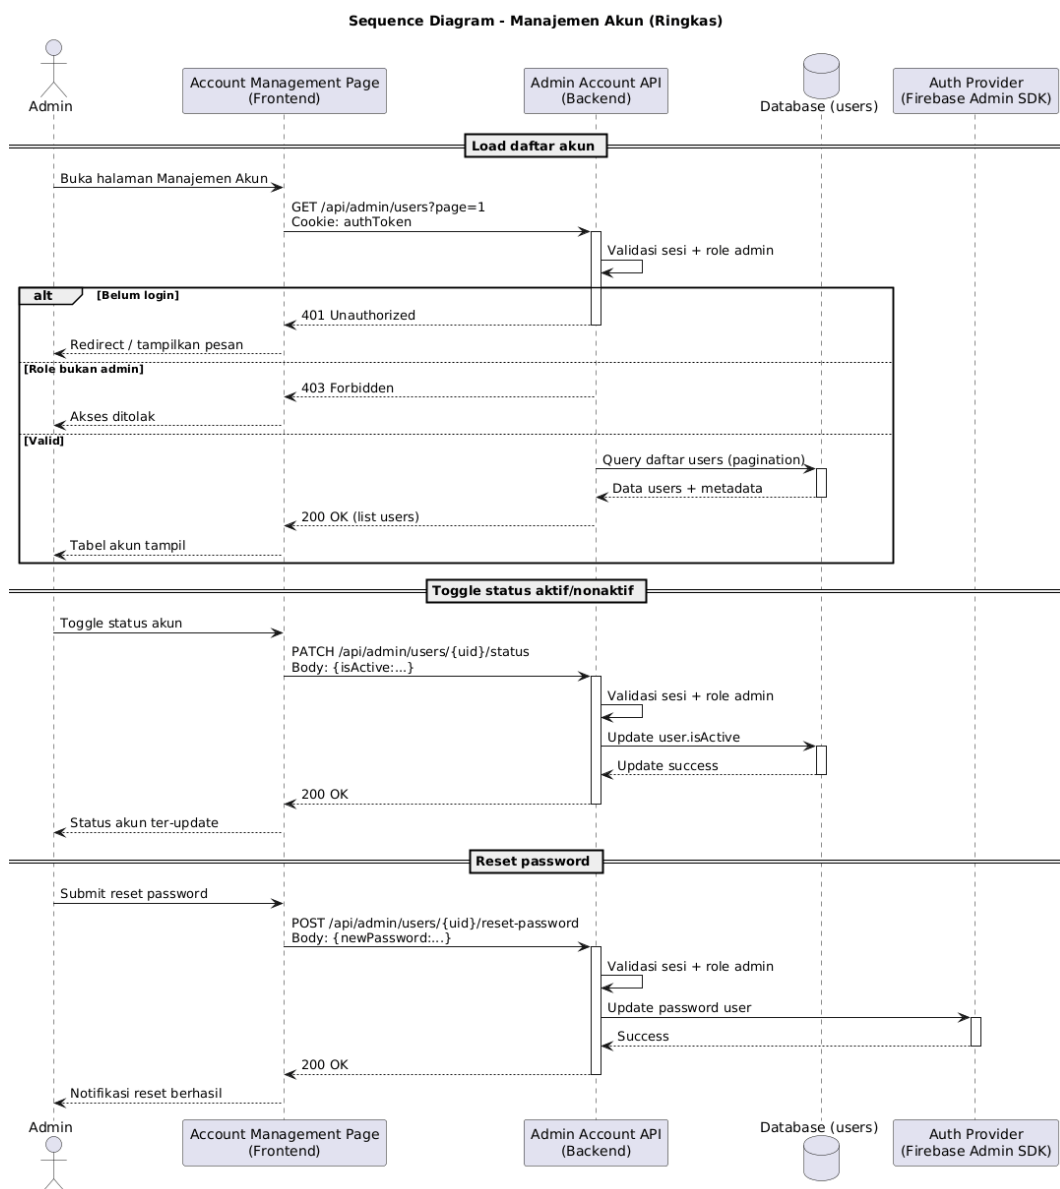 Sequence Diagram - Manajemen Akun (Ringkas)
Admin
Account Management Page
(Frontend)
Admin Account API
(Backend)
Database (users)
Auth Provider
(Firebase Admin SDK)
Load daftar akun
Buka halaman Manajemen Akun
GET /api/admin/users?page=1
Cookie: authToken
Validasi sesi + role admin
alt
[Belum login]
401 Unauthorized
Redirect / tampilkan pesan
[Role bukan admin]
403 Forbidden
Akses ditolak
[Valid]
Query daftar users (pagination)
Data users + metadata
200 OK (list users)
Tabel akun tampil
Toggle status aktif/nonaktif
Toggle status akun
PATCH /api/admin/users/{uid}/status
Body: {isActive:...}
Validasi sesi + role admin
Update user.isActive
Update success
200 OK
Status akun ter-update
Reset password
Submit reset password
POST /api/admin/users/{uid}/reset-password
Body: {newPassword:...}
Validasi sesi + role admin
Update password user
Success
200 OK
Notifikasi reset berhasil
Admin
Account Management Page
(Frontend)
Admin Account API
(Backend)
Database (users)
Auth Provider
(Firebase Admin SDK)